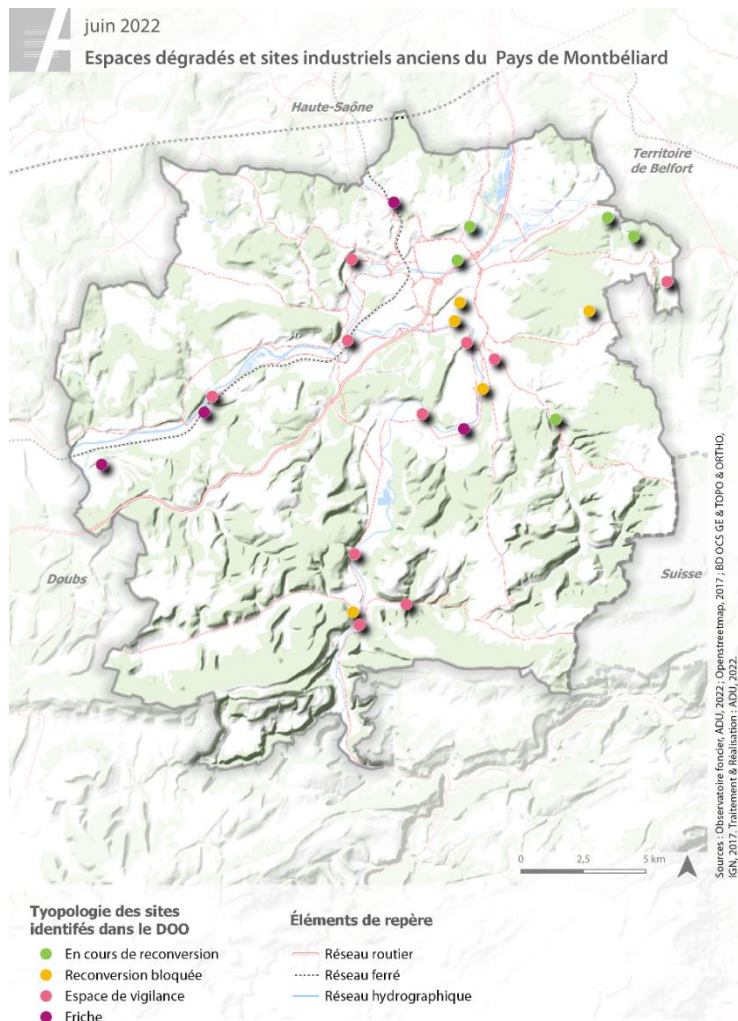 juin 2022
Espaces dégradés et sites industriels anciens du Pays de Montbéliard
Haute-Saône
Territoire
de Belfort
Doubs
Suisse
Sources : Observatoire foncier, ADU, 2022 ; Openstreetmap, 2017 ; BD OCS GE & TOPO & ORTHO,
IGN, 2017. Traitement & Réalisation : ADU, 2022.
0 2,5 5 km
Tyopologie des sites
identifés dans le DOO
En cours de reconversion
Reconversion bloquée
Espace de vigilance
Friche
Éléments de repère
Réseau routier
Réseau ferré
Réseau hydrographique